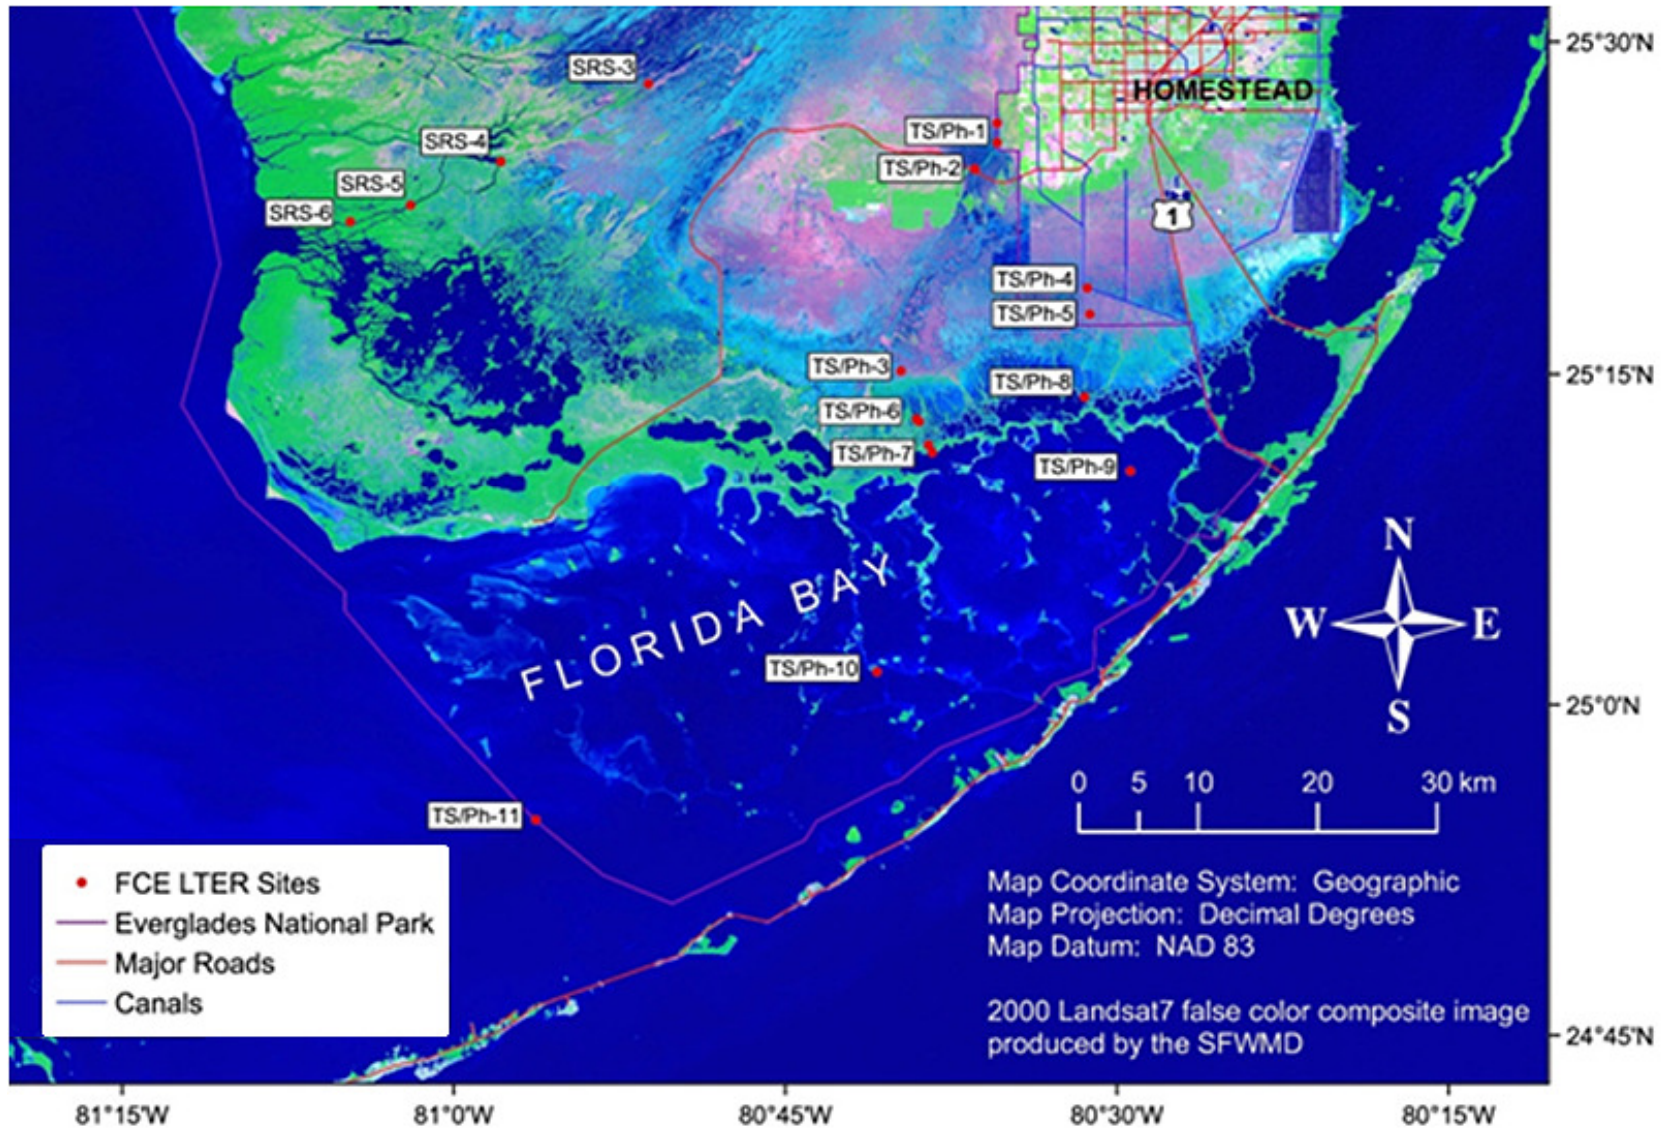 25°30'N
SRS-3
HOMESTEAD
TS/Ph-1
SRS-4
TS/Ph-2
SRS-5
SRS-6
1
TS/Ph-4
TS/Ph-5
TS/Ph-3
25°15'N
TS/Ph-8
TS/Ph-6
TS/Ph-7
TS/Ph-9
N
W E
S
FLORIDA BAY
TS/Ph-10
25°0'N
0 5 10 20 30 km
TS/Ph-11
FCE LTER Sites
Everglades National Park
Major Roads
Canals
Map Coordinate System: Geographic
Map Projection: Decimal Degrees
Map Datum: NAD 83
2000 Landsat7 false color composite image
produced by the SFWMD
24°45'N
81°15'W 81°0'W 80°45'W 80°30'W 80°15'W